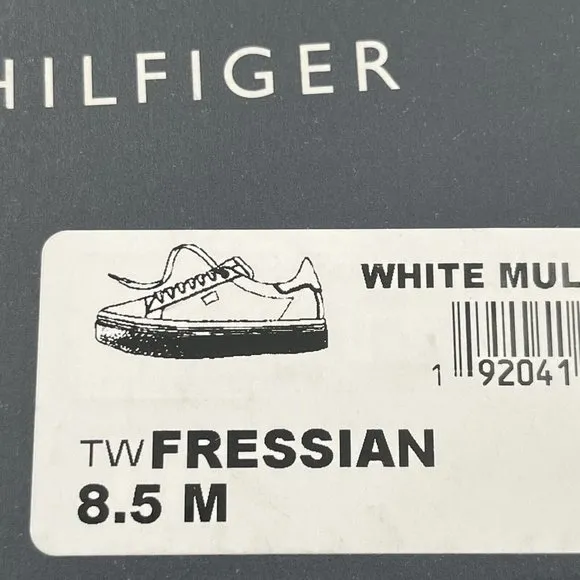 HILFIGER
WHITE MUL
1 92041
TWFRESSIAN
8.5 M